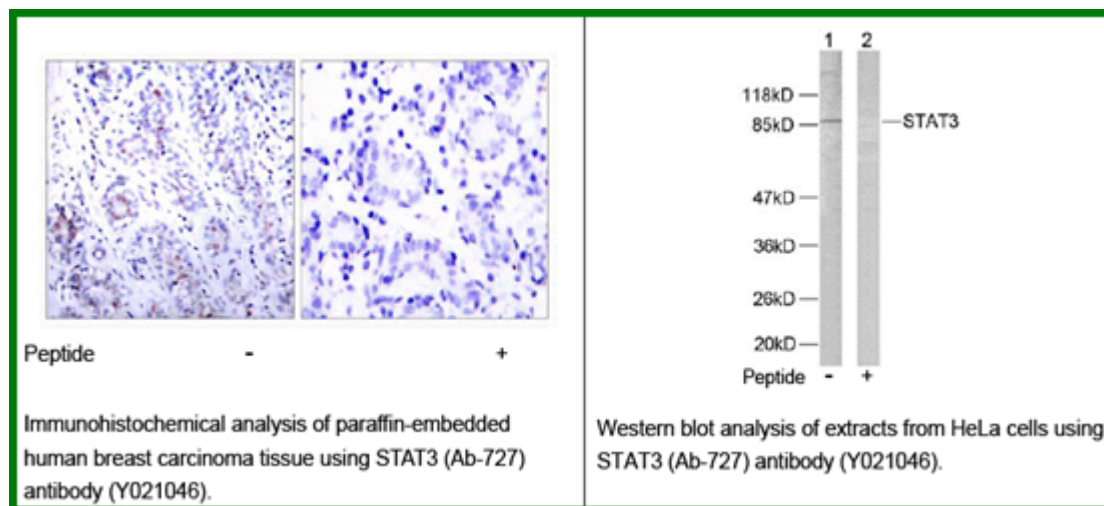 Peptide - +
Immunohistochemical analysis of paraffin-embedded
human breast carcinoma tissue using STAT3 (Ab-727)
antibody (Y021046).
1 2
118kD
85kD
STAT3
47kD
36kD
26kD
20kD
Peptide - +
Western blot analysis of extracts from HeLa cells using
STAT3 (Ab-727) antibody (Y021046).